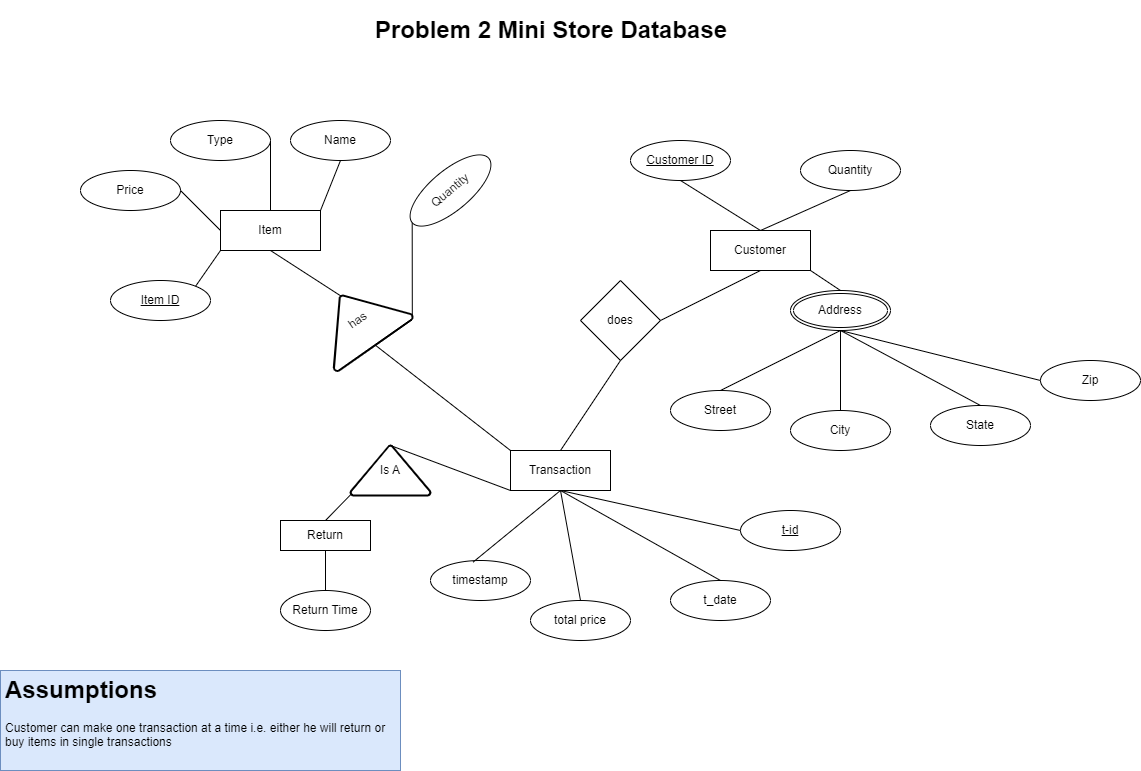 Problem 2 Mini Store Database
Type
Name
Price
Quantity
Item
Item ID
has
Customer ID
Quantity
Customer
does
Address
Street
City
State
Zip
Is A
Transaction
Return
Return Time
timestamp
total price
t_date
t-id
Assumptions
Customer can make one transaction at a time i.e. either he will return or
buy items in single transactions